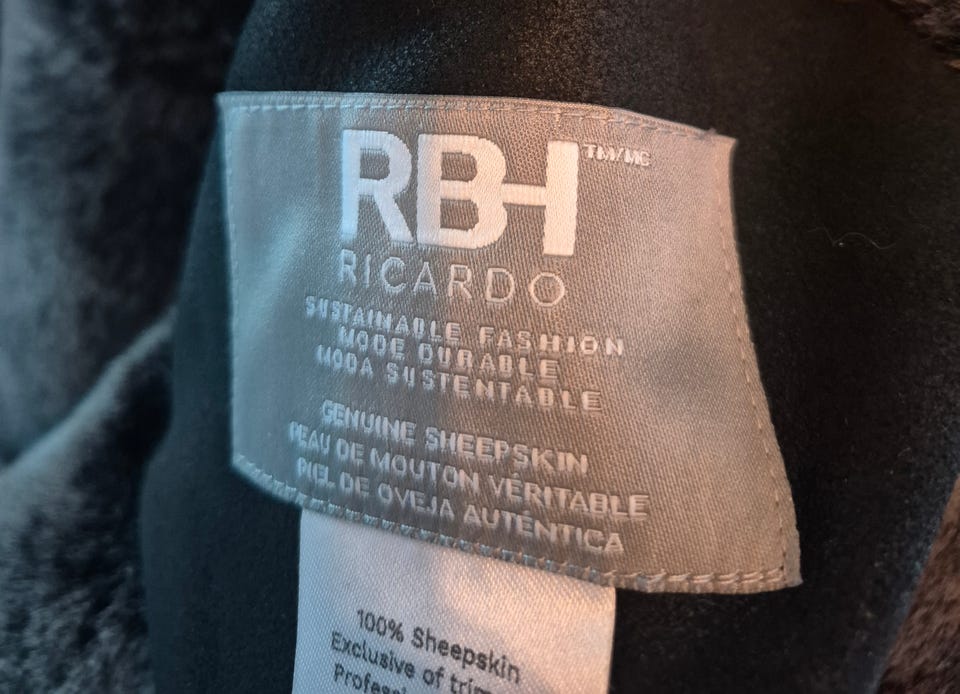 RBH TM/MC
RICARDO
SUSTAINABLE FASHION
MODE DURABLE
MODA SUSTENTABLE
GENUINE SHEEPSKIN
PEAU DE MOUTON VÉRITABLE
PIEL DE OVEJA AUTÉNTICA
100% Sheepskin
Exclusive of trim